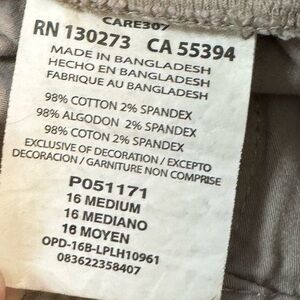 CARE307
RN 130273 CA 55394
MADE IN BANGLADESH
HECHO EN BANGLADESH
FABRIQUE AU BANGLADESH
98% COTTON 2% SPANDEX
98% ALGODON 2% SPANDEX
98% COTON 2% SPANDEX
EXCLUSIVE OF DECORATION / EXCEPTO
DECORACION / GARNITURE NON COMPRISE
P051171
16 MEDIUM
16 MEDIANO
16 MOYEN
OPD-16B-LPLH10961
083622358407